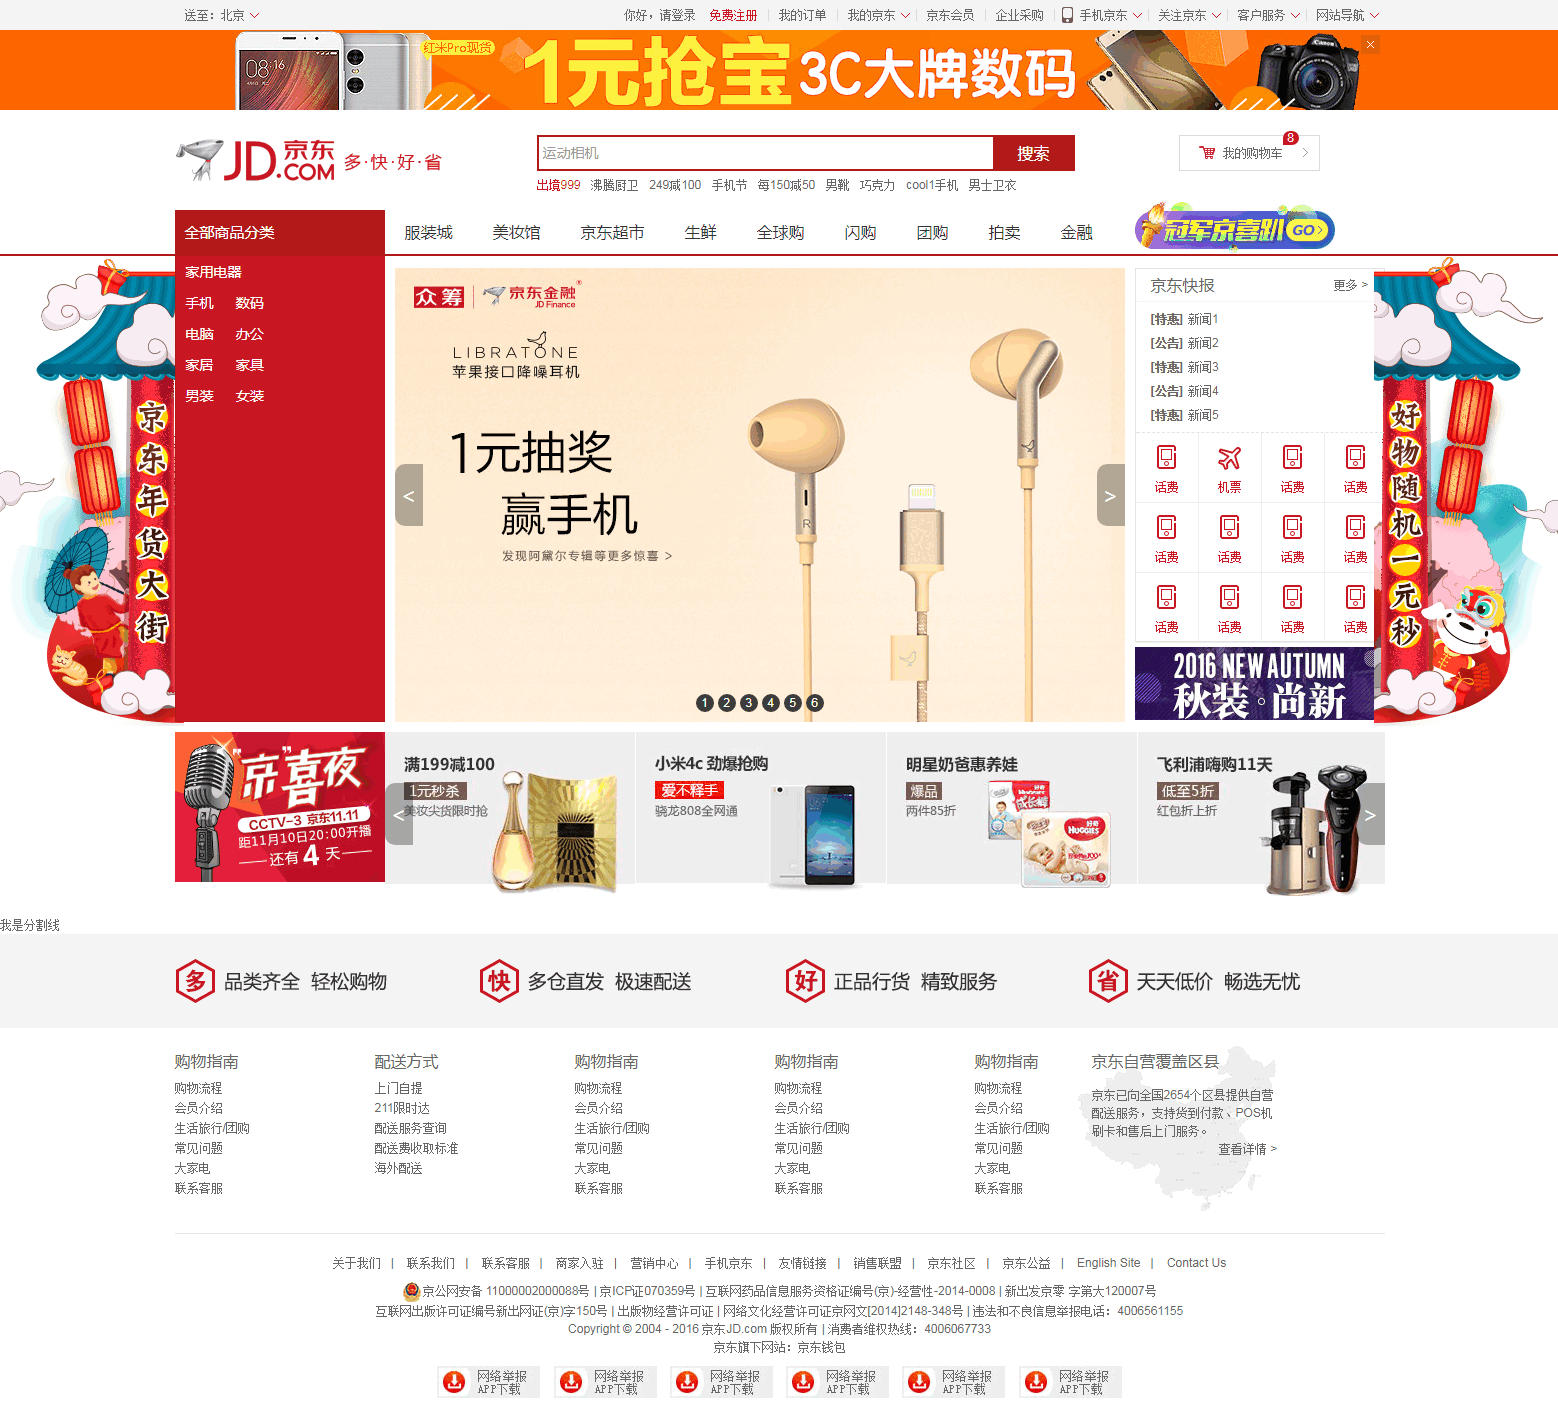 送至：北京
你好，请登录 免费注册 我的订单 我的京东 京东会员 企业采购 手机京东 关注京东 客户服务 网站导航
红米Pro现货
08:16
1元抢宝 3C大牌数码
Canon
×
JD京东
.COM
多·快·好·省
运动相机
搜索
我的购物车
8
出境999 沸腾厨卫 249减100 手机节 每150减50 男靴 巧克力 cool1手机 男士卫衣
全部商品分类
服装城 美妆馆 京东超市 生鲜 全球购 闪购 团购 拍卖 金融
冠军京喜趴 GO>
家用电器
手机 数码
电脑 办公
家居 家具
男装 女装
京东年货大街
众筹 京东金融
JD Finance
LIBRATONE
苹果接口降噪耳机
1元抽奖
赢手机
发现阿黛尔专辑等更多惊喜 >
R
<
>
1 2 3 4 5 6
京东快报
更多 >
[特惠] 新闻1
[公告] 新闻2
[特惠] 新闻3
[公告] 新闻4
[特惠] 新闻5
话费 机票 话费 话费
话费 话费 话费 话费
话费 话费 话费 话费
2016 NEW AUTUMN
秋装。尚新
好物随机一元秒
"京"喜夜
CCTV-3 京东11.11
距11月10日20:00开播
还有4天
<
满199减100
1元秒杀
美妆尖货限时抢
小米4c 劲爆抢购
爱不释手
骁龙808全网通
明星奶爸惠养娃
爆品
两件85折
成长裤
好奇
HUGGIES
飞利浦嗨购11天
低至5折
红包折上折
>
我是分割线
多 品类齐全 轻松购物
快 多仓直发 极速配送
好 正品行货 精致服务
省 天天低价 畅选无忧
购物指南
购物流程
会员介绍
生活旅行/团购
常见问题
大家电
联系客服
配送方式
上门自提
211限时达
配送服务查询
配送费收取标准
海外配送
购物指南
购物流程
会员介绍
生活旅行/团购
常见问题
大家电
联系客服
购物指南
购物流程
会员介绍
生活旅行/团购
常见问题
大家电
联系客服
购物指南
购物流程
会员介绍
生活旅行/团购
常见问题
大家电
联系客服
京东自营覆盖区县
京东已向全国2654个区县提供自营
配送服务，支持货到付款、POS机
刷卡和售后上门服务。
查看详情 >
关于我们 | 联系我们 | 联系客服 | 商家入驻 | 营销中心 | 手机京东 | 友情链接 | 销售联盟 | 京东社区 | 京东公益 | English Site | Contact Us
京公网安备 11000002000088号 | 京ICP证070359号 | 互联网药品信息服务资格证编号(京)-经营性-2014-0008 | 新出发京零 字第大120007号
互联网出版许可证编号新出网证(京)字150号 | 出版物经营许可证 | 网络文化经营许可证京网文[2014]2148-348号 | 违法和不良信息举报电话：4006561155
Copyright © 2004 - 2016 京东JD.com 版权所有 | 消费者维权热线：4006067733
京东旗下网站：京东钱包
网络举报 网络举报 网络举报 网络举报 网络举报 网络举报
APP下载 APP下载 APP下载 APP下载 APP下载 APP下载